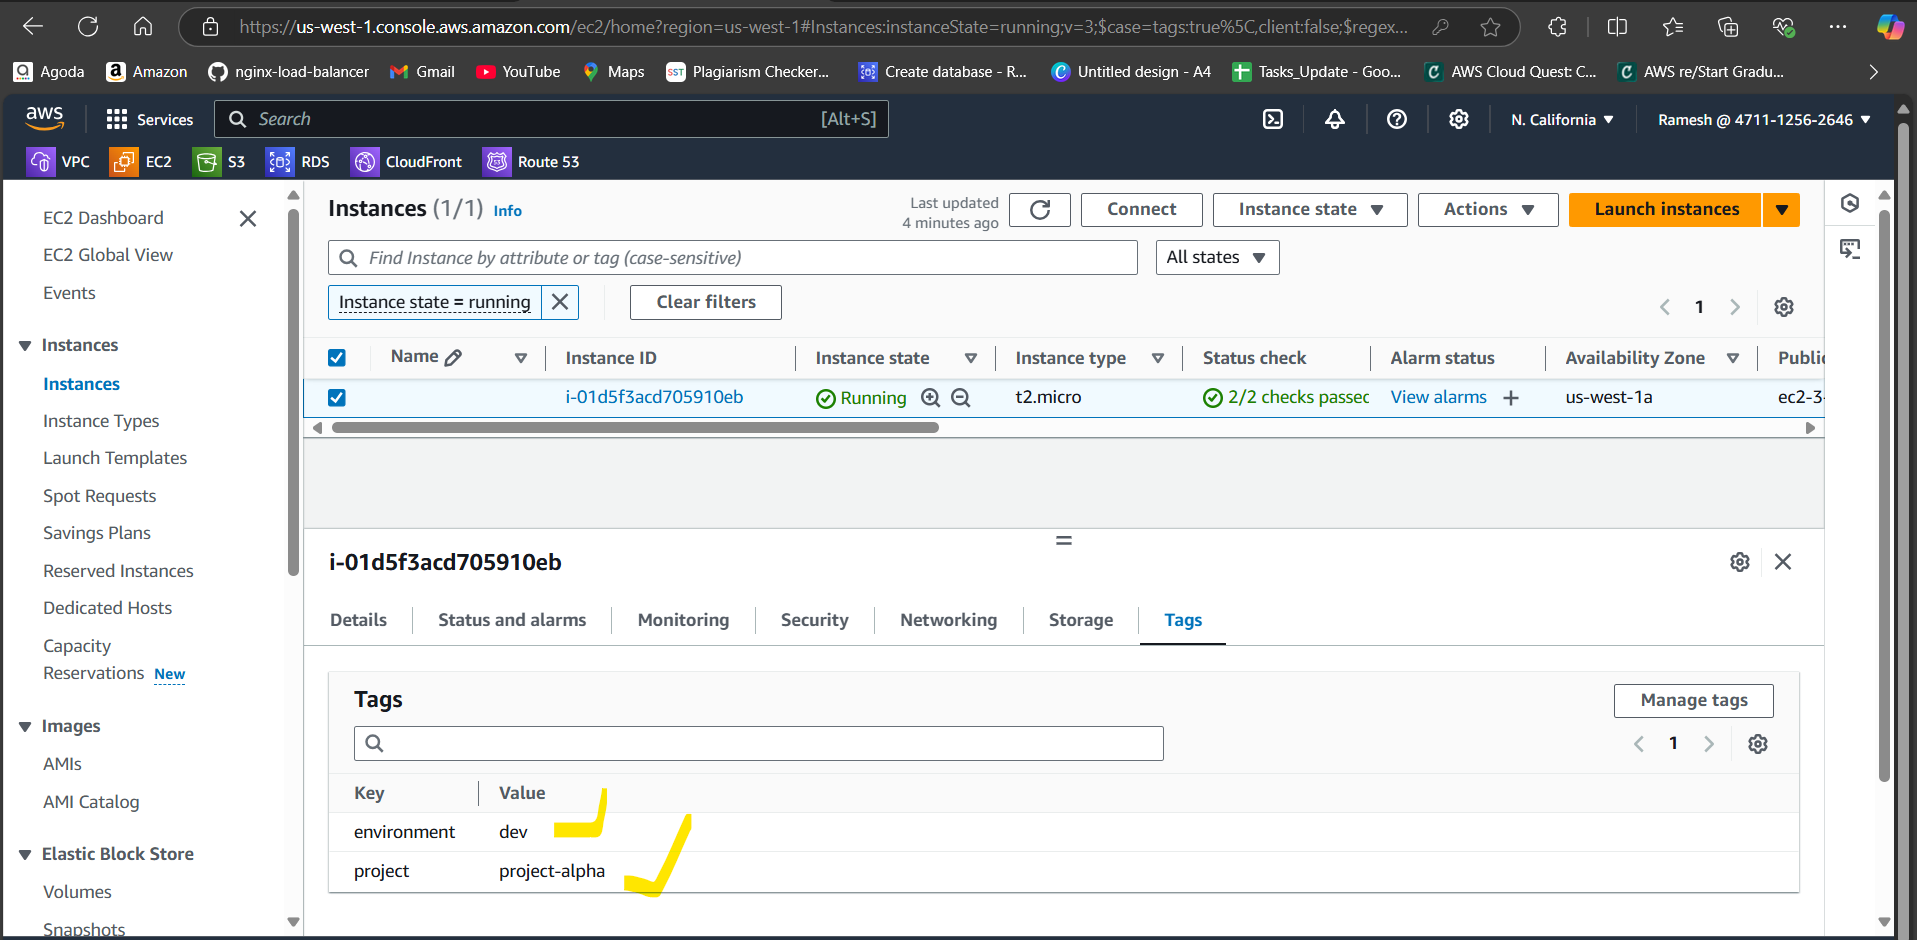 https://us-west-1.console.aws.amazon.com/ec2/home?region=us-west-1#Instances:instanceState=running;v=3;$case=tags:true%5C,client:false;$regex...
Agoda
Amazon
nginx-load-balancer
Gmail
YouTube
Maps
SST Plagiarism Checker...
Create database - R...
Untitled design - A4
Tasks_Update - Goo...
AWS Cloud Quest: C...
AWS re/Start Gradu...
aws
Services
Search
[Alt+S]
N. California
Ramesh @ 4711-1256-2646
VPC
EC2
S3
RDS
CloudFront
Route 53
EC2 Dashboard
EC2 Global View
Events
Instances
Instances
Instance Types
Launch Templates
Spot Requests
Savings Plans
Reserved Instances
Dedicated Hosts
Capacity
Reservations New
Images
AMIs
AMI Catalog
Elastic Block Store
Volumes
Snapshots
Instances (1/1) Info
Last updated
4 minutes ago
Connect
Instance state
Actions
Launch instances
Find Instance by attribute or tag (case-sensitive)
All states
Instance state = running
Clear filters
1
Name
Instance ID
Instance state
Instance type
Status check
Alarm status
Availability Zone
Public
i-01d5f3acd705910eb
Running
t2.micro
2/2 checks passed
View alarms
us-west-1a
ec2-3-
i-01d5f3acd705910eb
Details
Status and alarms
Monitoring
Security
Networking
Storage
Tags
Tags
Manage tags
1
Key
Value
environment
dev
project
project-alpha